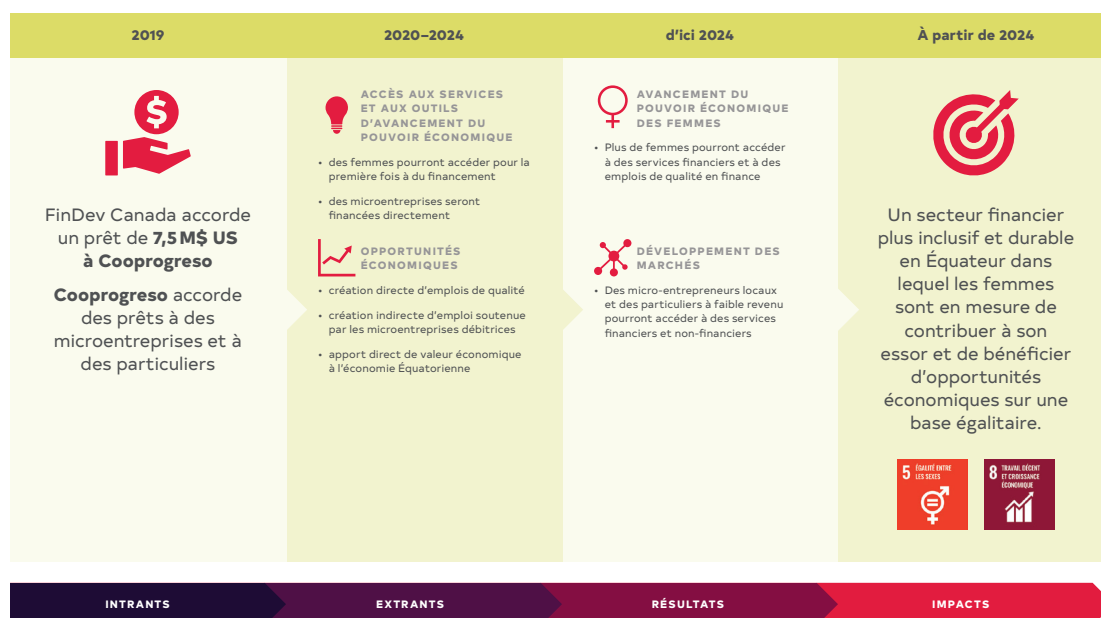 2019
2020–2024
d'ici 2024
À partir de 2024
FinDev Canada accorde
un prêt de 7,5 M$ US
à Cooprogreso
Cooprogreso accorde
des prêts à des
microentreprises et à
des particuliers
ACCÈS AUX SERVICES
ET AUX OUTILS
D'AVANCEMENT DU
POUVOIR ÉCONOMIQUE
• des femmes pourront accéder pour la
première fois à du financement
• des microentreprises seront
financées directement
OPPORTUNITÉS
ÉCONOMIQUES
• création directe d'emplois de qualité
• création indirecte d'emploi soutenue
par les microentreprises débitrices
• apport direct de valeur économique
à l'économie Équatorienne
AVANCEMENT DU
POUVOIR ÉCONOMIQUE
DES FEMMES
• Plus de femmes pourront accéder
à des services financiers et à des
emplois de qualité en finance
DÉVELOPPEMENT DES
MARCHÉS
• Des micro-entrepreneurs locaux
et des particuliers à faible revenu
pourront accéder à des services
financiers et non-financiers
Un secteur financier
plus inclusif et durable
en Équateur dans
lequel les femmes
sont en mesure de
contribuer à son
essor et de bénéficier
d'opportunités
économiques sur une
base égalitaire.
5 ÉGALITÉ ENTRE
LES SEXES
8 TRAVAIL DÉCENT
ET CROISSANCE
ÉCONOMIQUE
INTRANTS
EXTRANTS
RÉSULTATS
IMPACTS